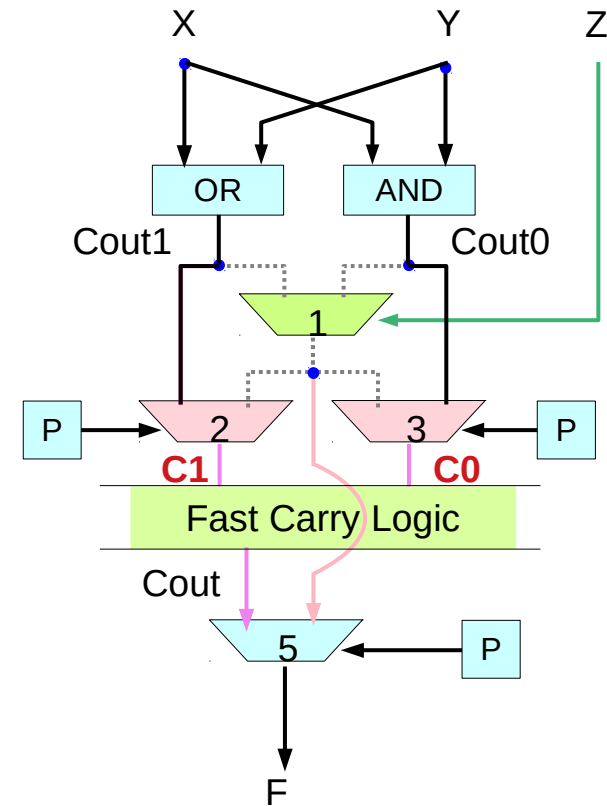 X Y Z
OR AND
Cout1 Cout0
1
P 2 3 P
C1 C0
Fast Carry Logic
Cout
5 P
F